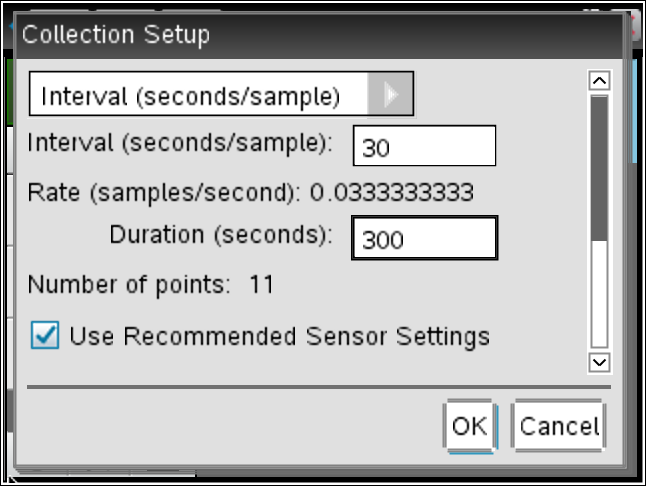 Collection Setup
Interval (seconds/sample)
Interval (seconds/sample): 30
Rate (samples/second): 0.0333333333
Duration (seconds): 300
Number of points: 11
Use Recommended Sensor Settings
OK Cancel